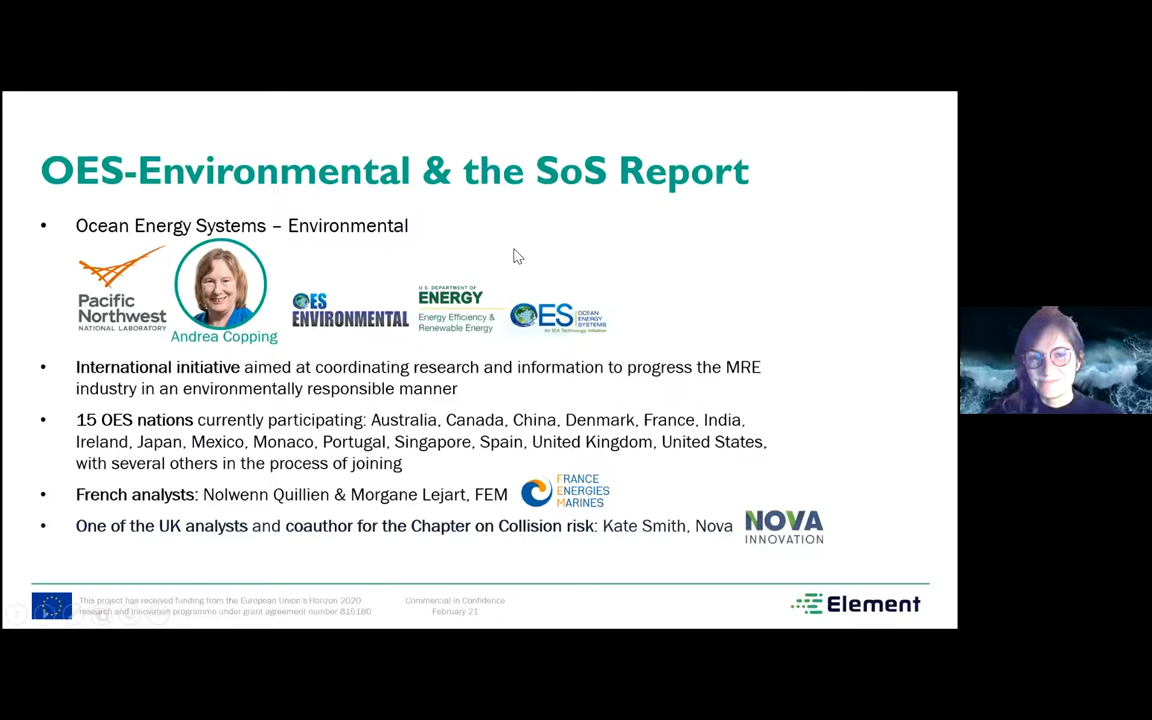 OES-Environmental & the SoS Report
• Ocean Energy Systems – Environmental
Pacific
Northwest
NATIONAL LABORATORY
Andrea Copping
OES
ENVIRONMENTAL
U.S. DEPARTMENT OF
ENERGY
Energy Efficiency &
Renewable Energy
OES
OCEAN
ENERGY
SYSTEMS
An IEA Technology Initiative
• International initiative aimed at coordinating research and information to progress the MRE
industry in an environmentally responsible manner
• 15 OES nations currently participating: Australia, Canada, China, Denmark, France, India,
Ireland, Japan, Mexico, Monaco, Portugal, Singapore, Spain, United Kingdom, United States,
with several others in the process of joining
• French analysts: Nolwenn Quillien & Morgane Lejart, FEM
FRANCE
ENERGIES
MARINES
• One of the UK analysts and coauthor for the Chapter on Collision risk: Kate Smith, Nova
NOVA
INNOVATION
This project has received funding from the European Union's Horizon 2020
research and innovation programme under grant agreement number 815180.
Commercial in Confidence
February 21
Element